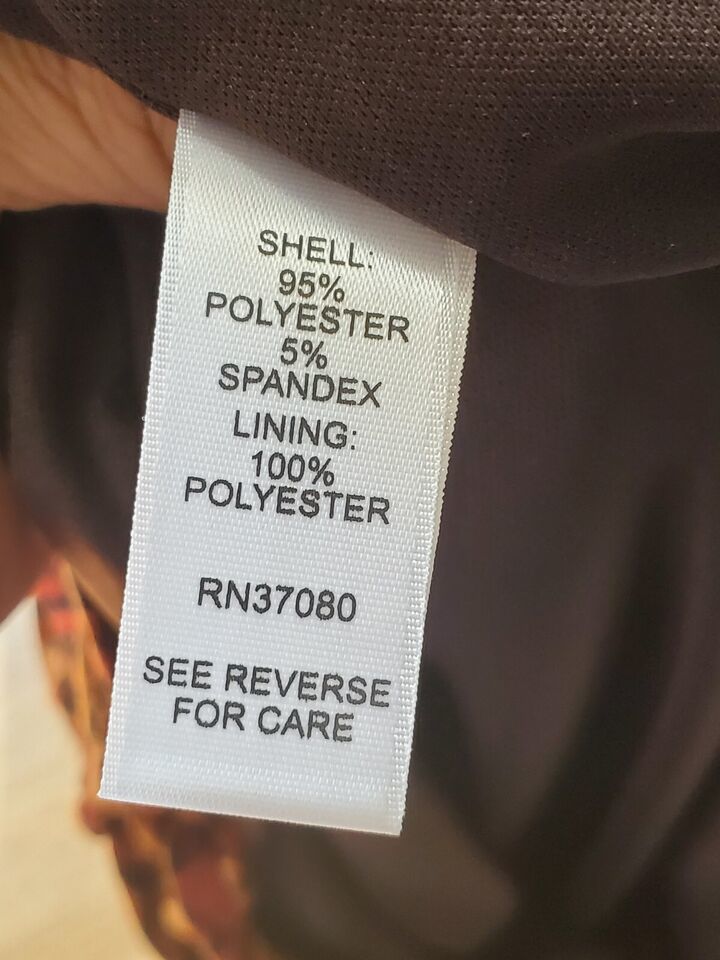 SHELL:
95%
POLYESTER
5%
SPANDEX
LINING:
100%
POLYESTER
RN37080
SEE REVERSE
FOR CARE